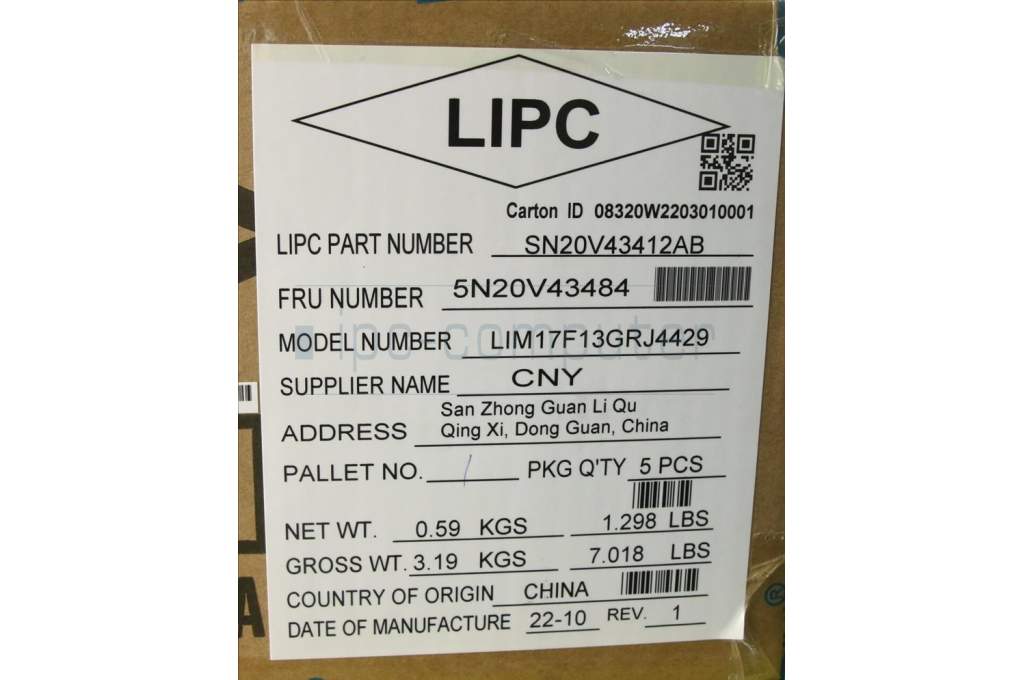 LIPC
Carton ID 08320W2203010001
LIPC PART NUMBER SN20V43412AB
FRU NUMBER 5N20V43484
ipc computer
MODEL NUMBER LIM17F13GRJ4429
SUPPLIER NAME CNY
San Zhong Guan Li Qu
ADDRESS Qing Xi, Dong Guan, China
PALLET NO. / PKG Q'TY 5 PCS
NET WT. 0.59 KGS 1.298 LBS
GROSS WT. 3.19 KGS 7.018 LBS
COUNTRY OF ORIGIN CHINA
DATE OF MANUFACTURE 22-10 REV. 1
®
A